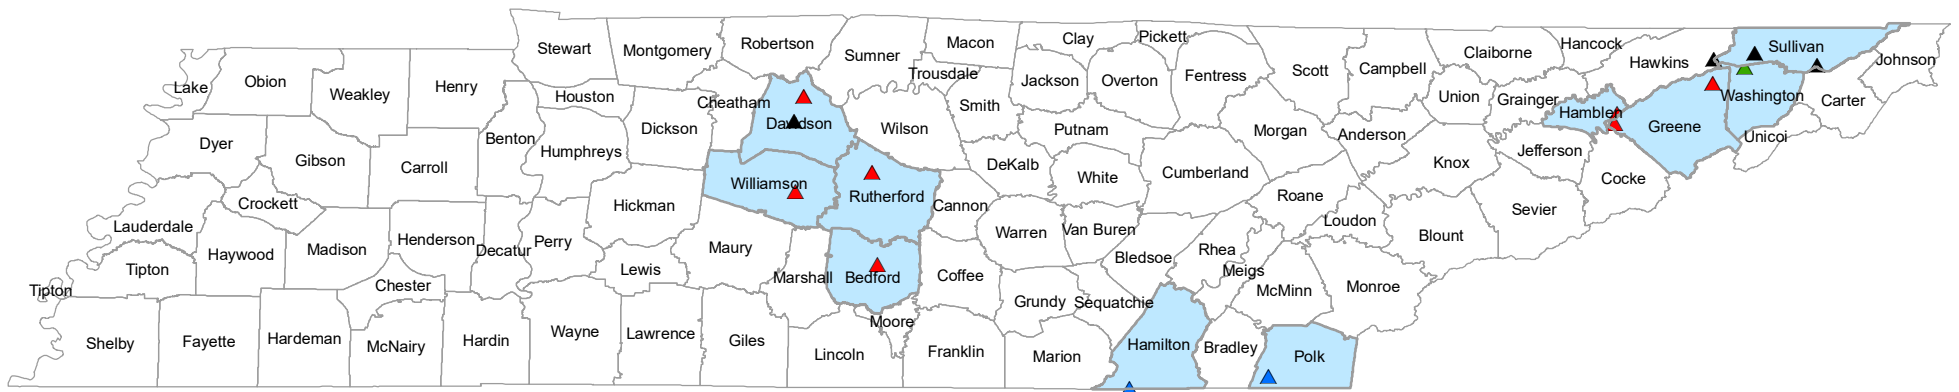 Stewart
Montgomery
Robertson
Sumner
Macon
Clay
Pickett
Scott
Campbell
Claiborne
Hancock
Hawkins
Sullivan
Johnson
Lake
Obion
Weakley
Henry
Houston
Cheatham
Trousdale
Smith
Jackson
Overton
Fentress
Union
Grainger
Hamblen
Greene
Washington
Carter
Unicoi
Dyer
Gibson
Carroll
Benton
Humphreys
Dickson
Davidson
Wilson
Putnam
DeKalb
White
Cumberland
Morgan
Anderson
Knox
Jefferson
Cocke
Lauderdale
Crockett
Haywood
Madison
Henderson
Decatur
Perry
Hickman
Williamson
Rutherford
Cannon
Warren
Van Buren
Bledsoe
Rhea
Roane
Loudon
Blount
Sevier
Tipton
Tipton
Chester
Lewis
Maury
Marshall
Bedford
Coffee
Grundy
Sequatchie
Meigs
McMinn
Monroe
Shelby
Fayette
Hardeman
McNairy
Hardin
Wayne
Lawrence
Giles
Lincoln
Moore
Franklin
Marion
Hamilton
Bradley
Polk